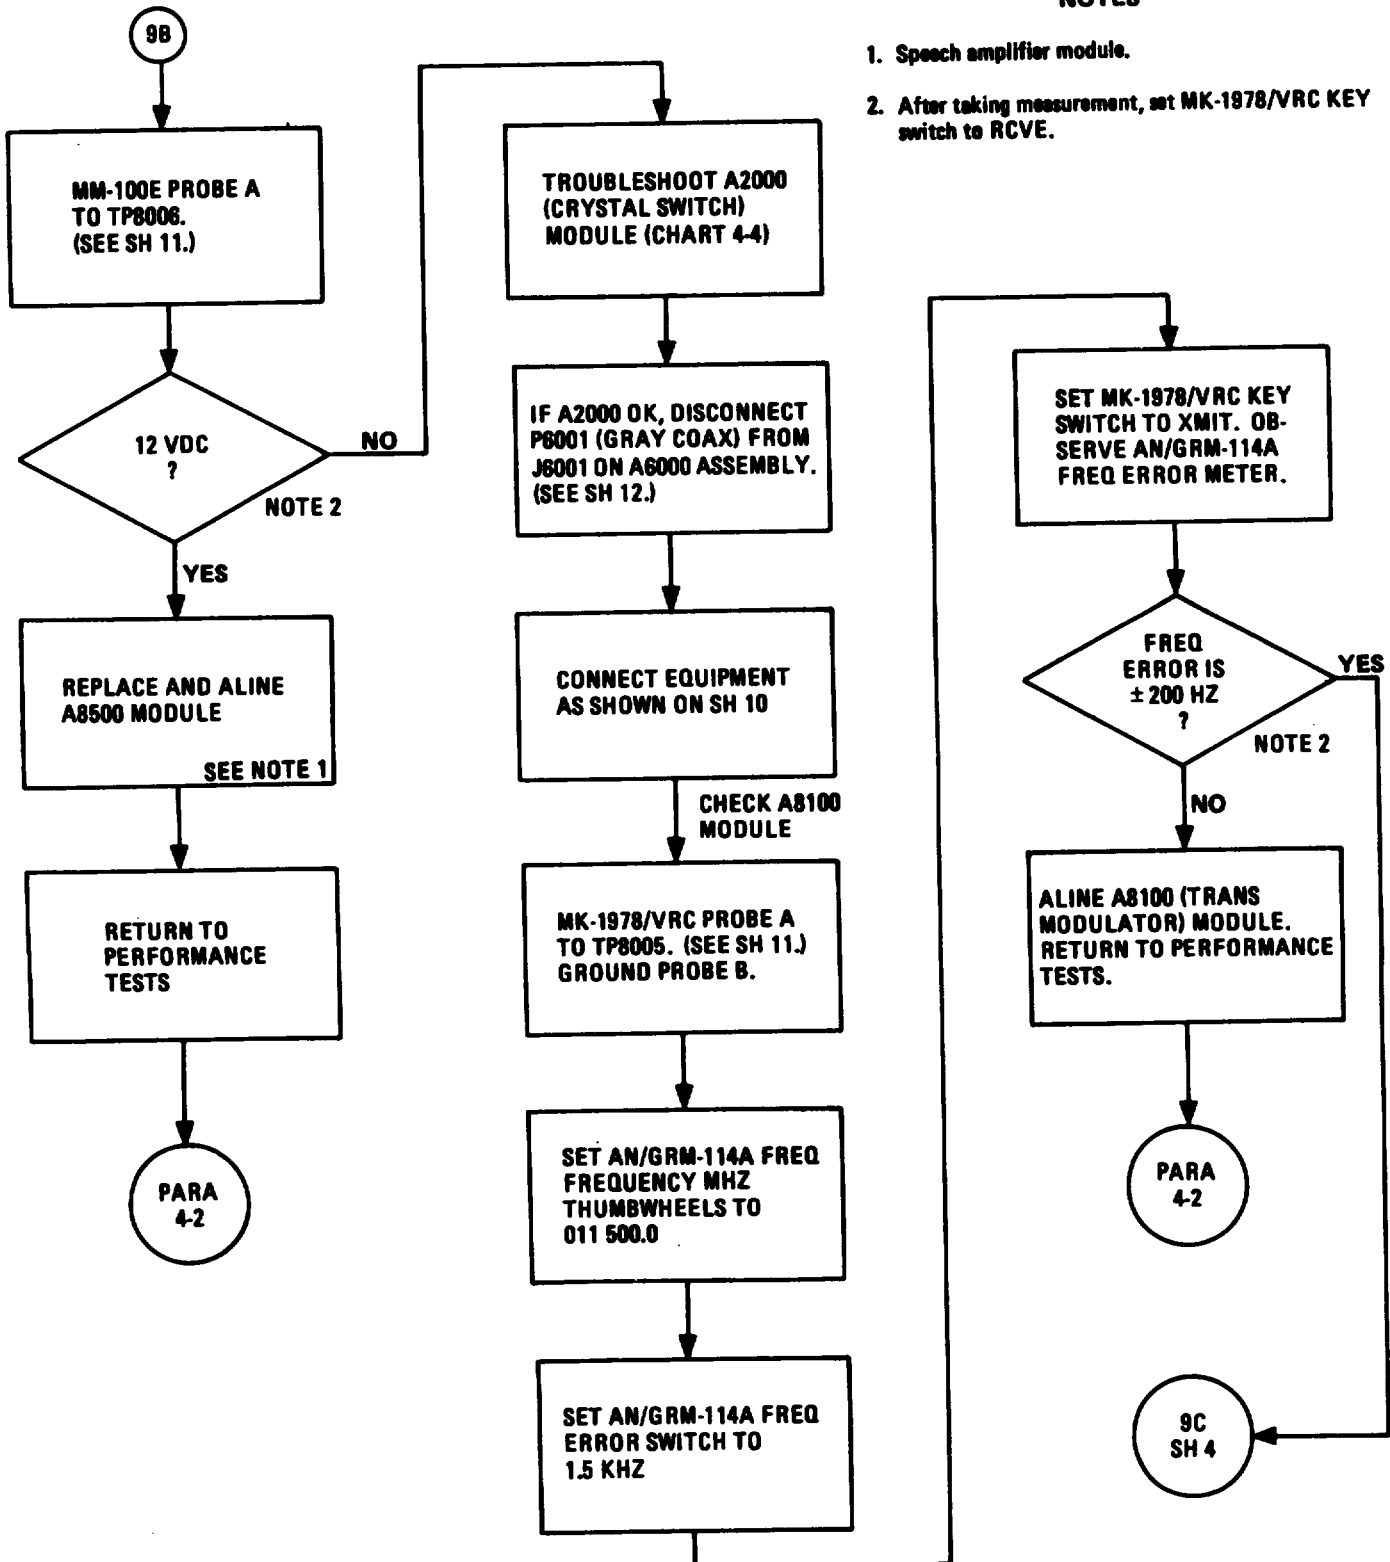 9B
MM-100E PROBE A
TO TP8006.
(SEE SH 11.)
12 VDC
?
NO
NOTE 2
YES
REPLACE AND ALINE
A8500 MODULE
SEE NOTE 1
RETURN TO
PERFORMANCE
TESTS
PARA
4-2
TROUBLESHOOT A2000
(CRYSTAL SWITCH)
MODULE (CHART 4-4)
IF A2000 OK, DISCONNECT
P6001 (GRAY COAX) FROM
J6001 ON A6000 ASSEMBLY.
(SEE SH 12.)
CONNECT EQUIPMENT
AS SHOWN ON SH 10
CHECK A8100
MODULE
MK-1978/VRC PROBE A
TO TP8005. (SEE SH 11.)
GROUND PROBE B.
SET AN/GRM-114A FREQ
FREQUENCY MHZ
THUMBWHEELS TO
011 500.0
SET AN/GRM-114A FREQ
ERROR SWITCH TO
1.5 KHZ
NOTES
1. Speech amplifier module.
2. After taking measurement, set MK-1978/VRC KEY
switch to RCVE.
SET MK-1978/VRC KEY
SWITCH TO XMIT. OB-
SERVE AN/GRM-114A
FREQ ERROR METER.
FREQ
ERROR IS
± 200 HZ
?
YES
NOTE 2
NO
ALINE A8100 (TRANS
MODULATOR) MODULE.
RETURN TO PERFORMANCE
TESTS.
PARA
4-2
9C
SH 4